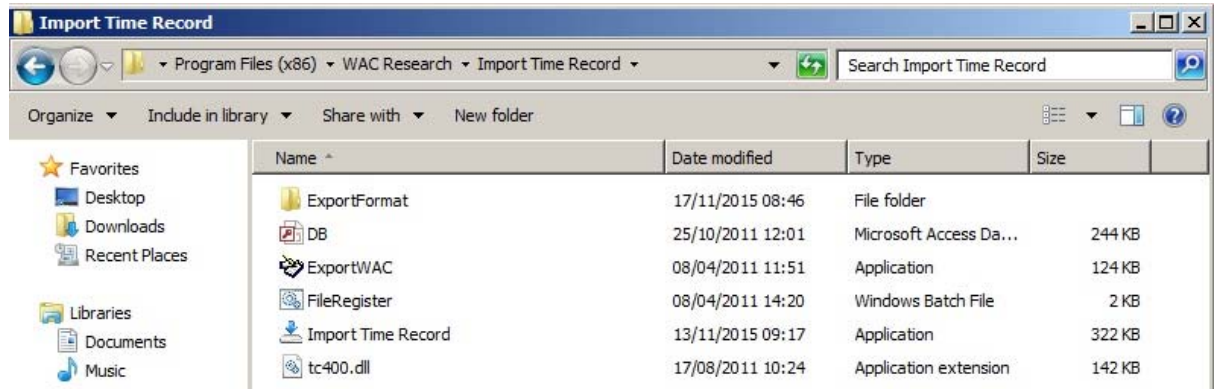 Import Time Record
Program Files (x86) WAC Research Import Time Record
Search Import Time Record
Organize Include in library Share with New folder
Favorites
Desktop
Downloads
Recent Places
Libraries
Documents
Music
Name Date modified Type Size
ExportFormat 17/11/2015 08:46 File folder
DB 25/10/2011 12:01 Microsoft Access Da... 244 KB
ExportWAC 08/04/2011 11:51 Application 124 KB
FileRegister 08/04/2011 14:20 Windows Batch File 2 KB
Import Time Record 13/11/2015 09:17 Application 322 KB
tc400.dll 17/08/2011 10:24 Application extension 142 KB